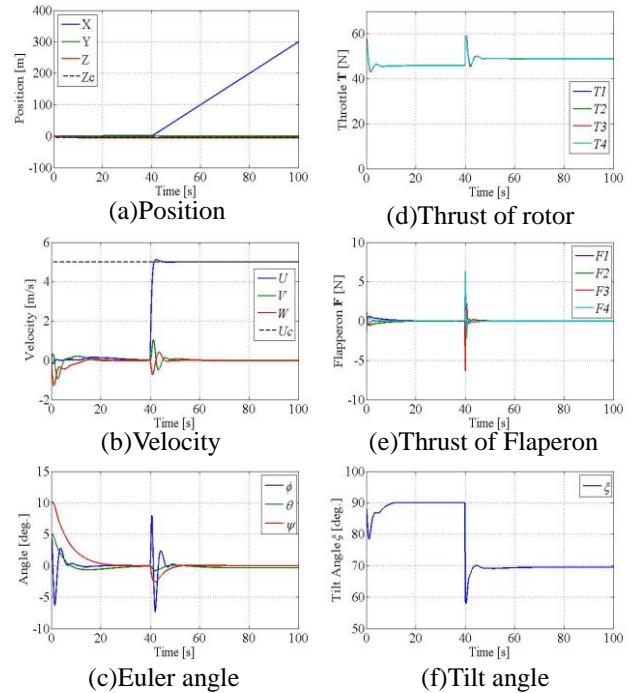 400
300
200
100
0
-100
Position [m]
X
Y
Z
Zc
0 20 40 60 80 100
Time [s]
(a)Position
60
40
20
0
Throttle T [N]
T1
T2
T3
T4
0 20 40 60 80 100
Time [s]
(d)Thrust of rotor
6
4
2
0
-2
Velocity [m/s]
U
V
W
Uc
0 20 40 60 80 100
Time [s]
(b)Velocity
10
5
0
-5
-10
Flapperon F [N]
F1
F2
F3
F4
0 20 40 60 80 100
Time [s]
(e)Thrust of Flaperon
15
10
5
0
-5
-10
Angle [deg.]
ϕ
θ
ψ
0 20 40 60 80 100
Time [s]
(c)Euler angle
100
90
80
70
60
50
Tilt Angle ξ [deg.]
ξ
0 20 40 60 80 100
Time [s]
(f)Tilt angle